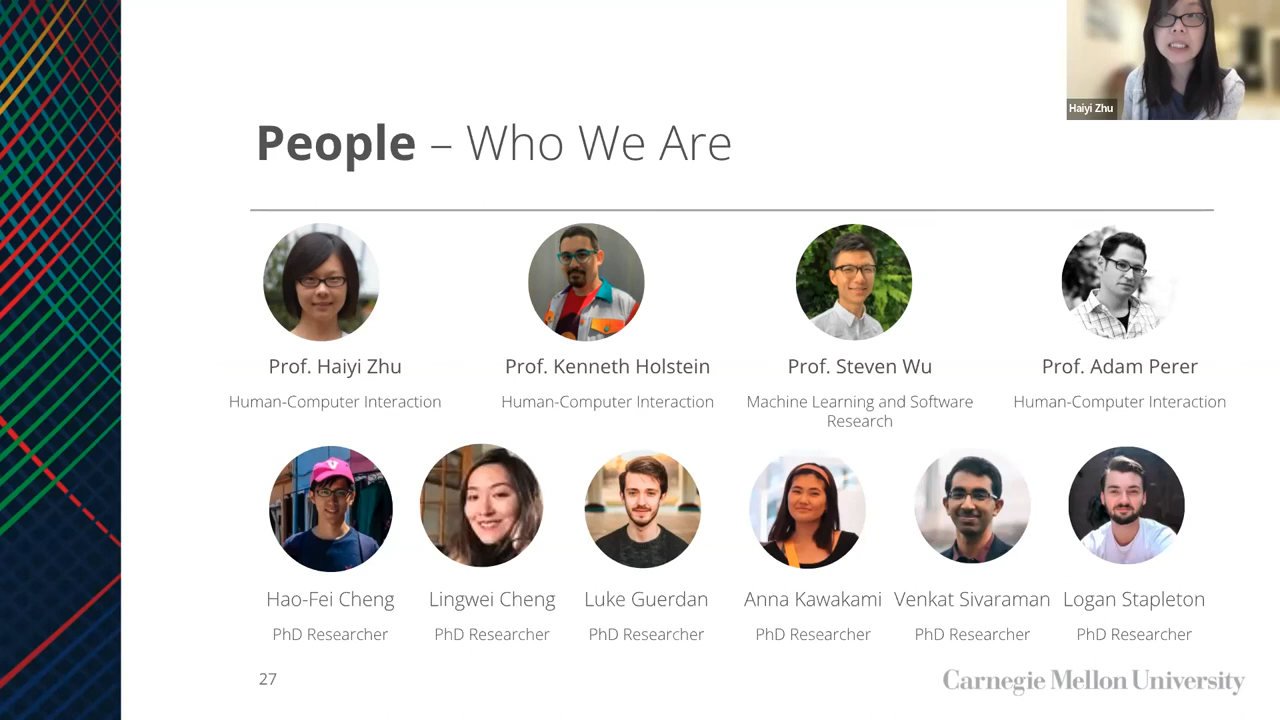 Haiyi Zhu
People – Who We Are
Prof. Haiyi Zhu
Prof. Kenneth Holstein
Prof. Steven Wu
Prof. Adam Perer
Human-Computer Interaction
Human-Computer Interaction
Machine Learning and Software
Research
Human-Computer Interaction
Hao-Fei Cheng
Lingwei Cheng
Luke Guerdan
Anna Kawakami
Venkat Sivaraman
Logan Stapleton
PhD Researcher
PhD Researcher
PhD Researcher
PhD Researcher
PhD Researcher
PhD Researcher
27
Carnegie Mellon University